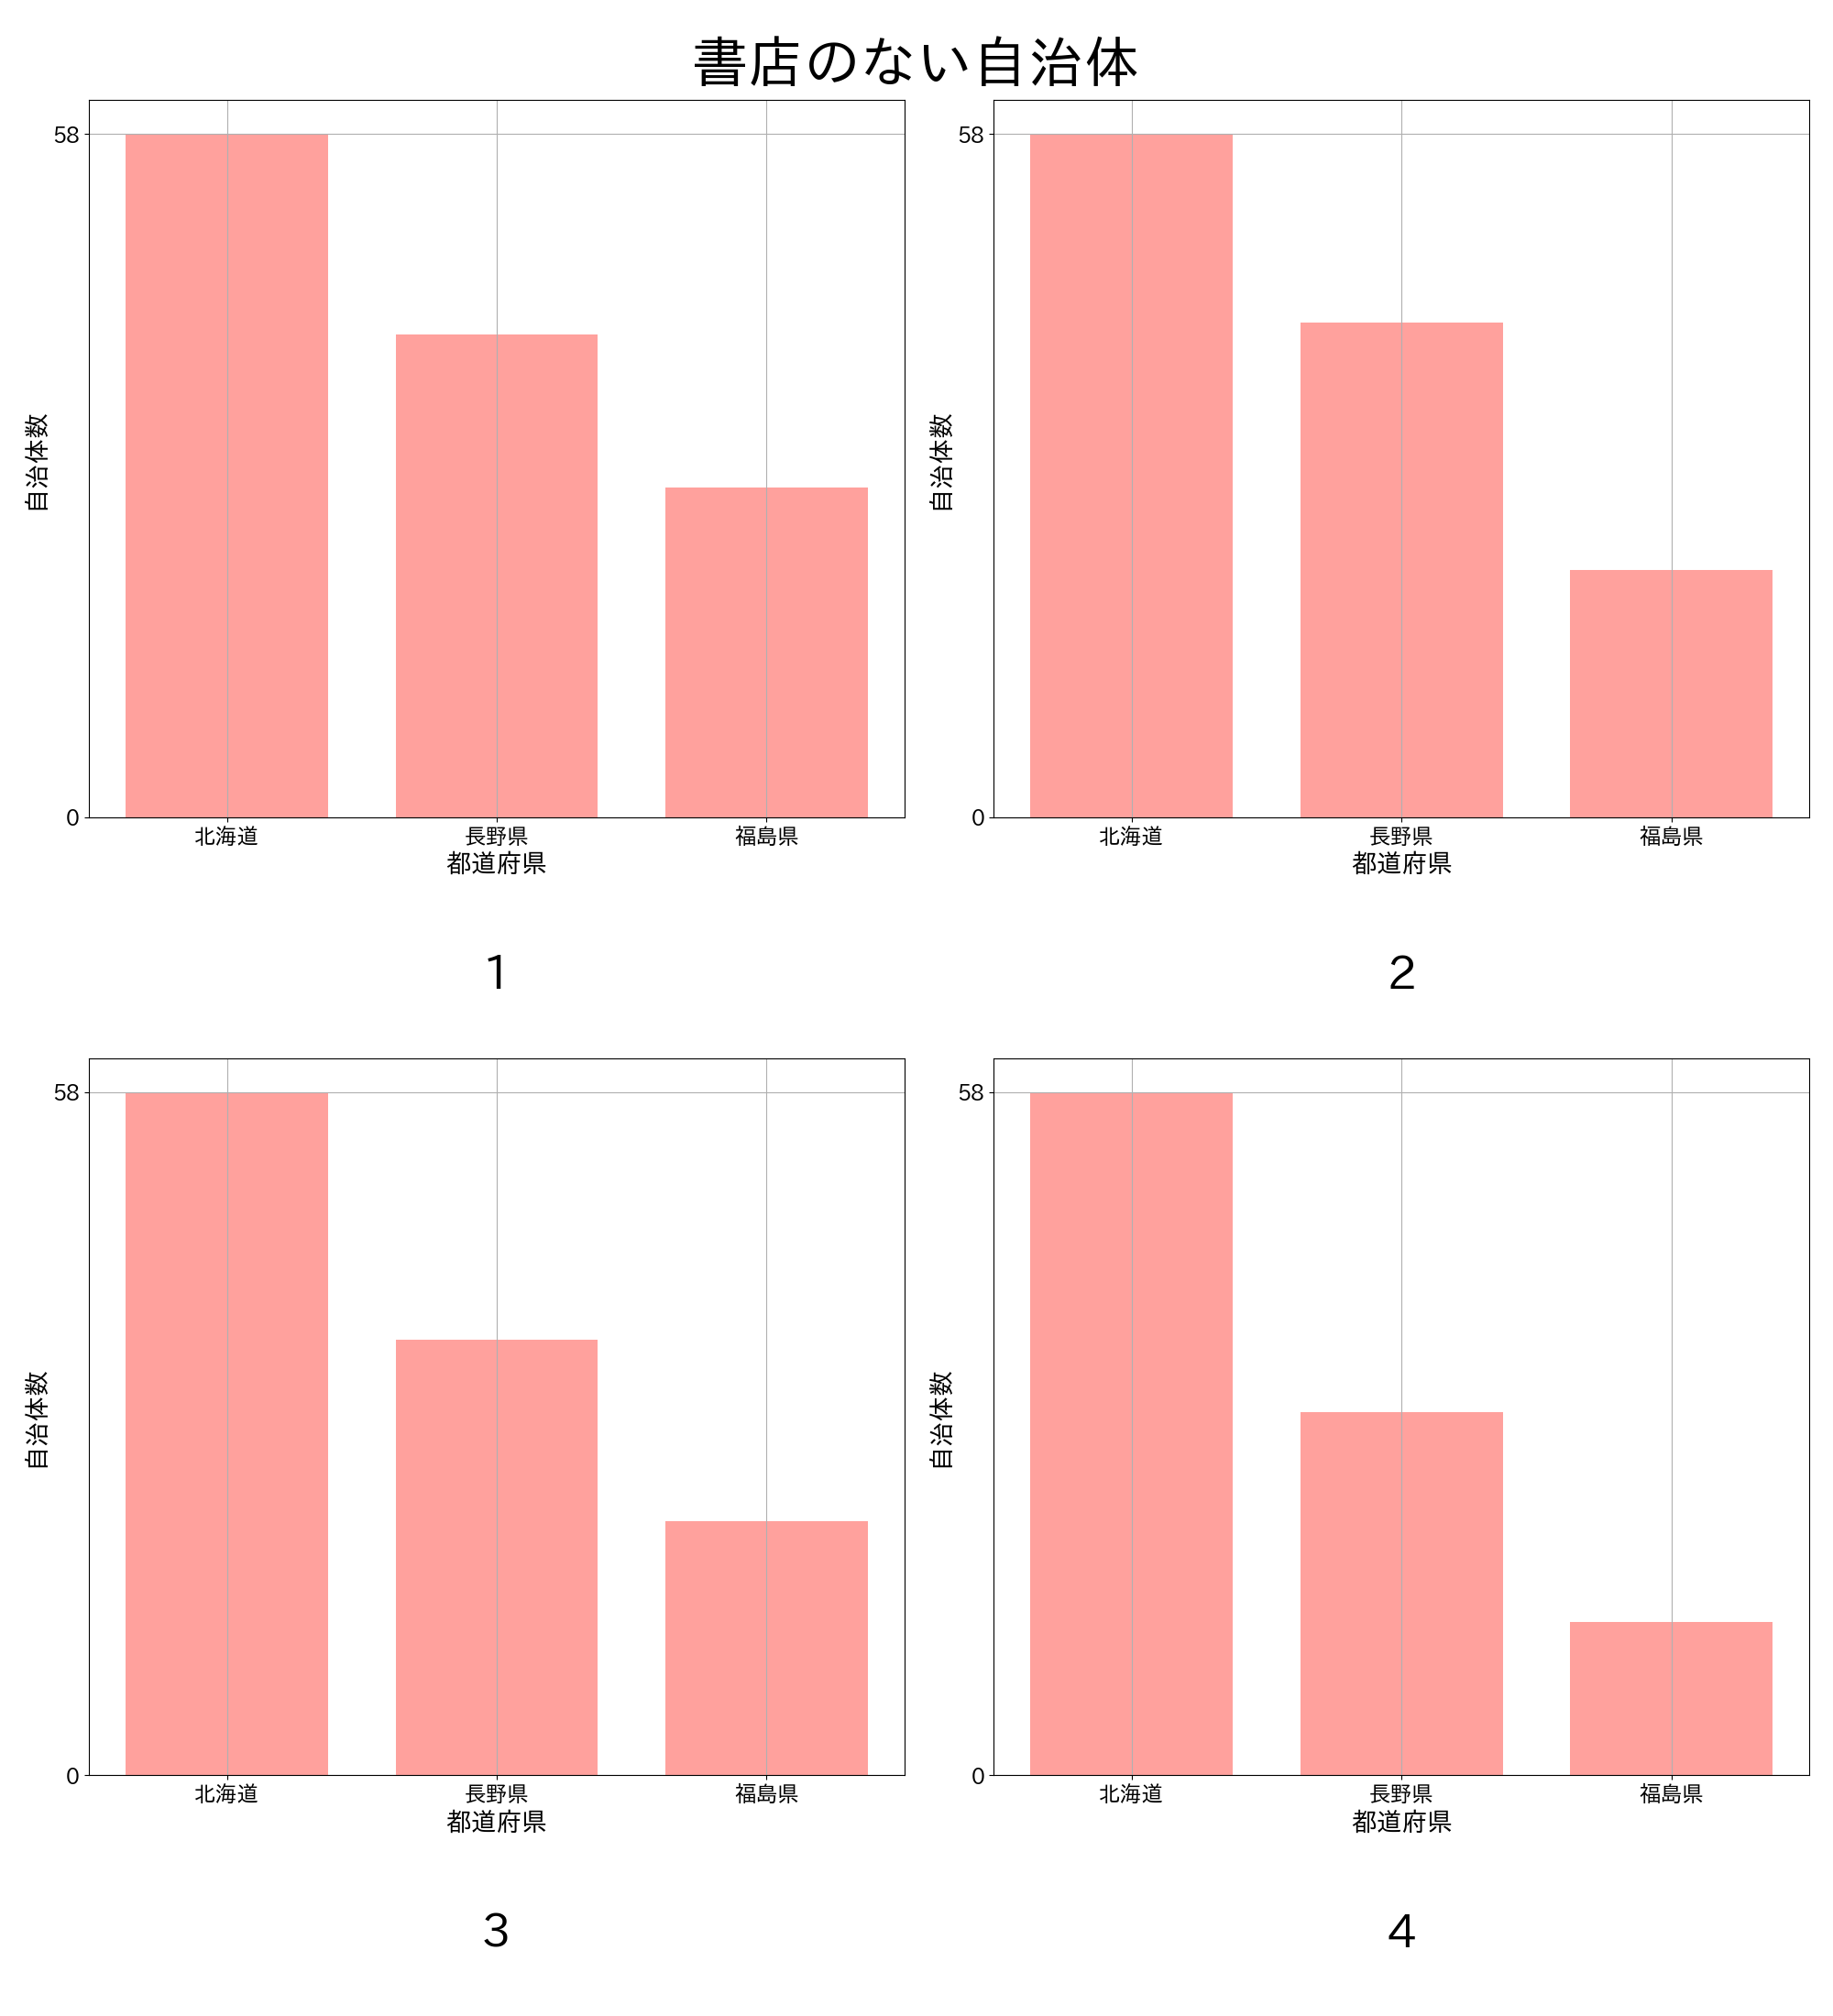 書店のない自治体
58
0
自治体数
北海道 長野県 福島県
都道府県
1
58
0
自治体数
北海道 長野県 福島県
都道府県
2
58
0
自治体数
北海道 長野県 福島県
都道府県
3
58
0
自治体数
北海道 長野県 福島県
都道府県
4